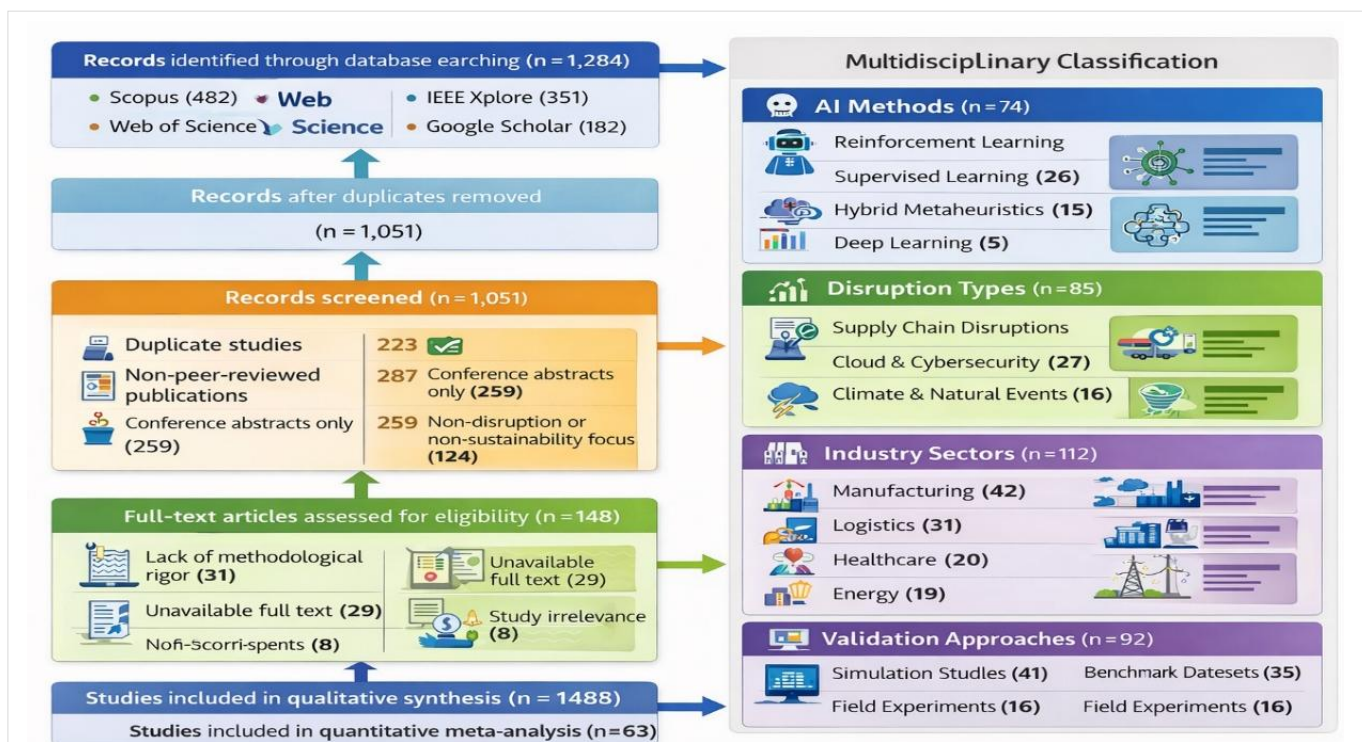 Records identified through database earching (n = 1,284)
• Scopus (482) Web
• Web of Science Science
• IEEE Xplore (351)
• Google Scholar (182)
Records after duplicates removed
(n = 1,051)
Records screened (n = 1,051)
Duplicate studies
Non-peer-reviewed
publications
Conference abstracts only
(259)
223
287 Conference abstracts
only (259)
259 Non-disruption or
non-sustainability focus
(124)
Full-text articles assessed for eligibility (n = 148)
Lack of methodological
rigor (31)
Unavailable full text (29)
Nofi-Scorri-spents (8)
Unavailable
full text (29)
Study irrelevance
(8)
Studies included in qualitative synthesis (n = 1488)
Studies included in quantitative meta-analysis (n=63)
MultidiscipLinary Classification
AI Methods (n = 74)
Reinforcement Learning
Supervised Learning (26)
Hybrid Metaheuristics (15)
Deep Learning (5)
Disruption Types (n = 85)
Supply Chain Disruptions
Cloud & Cybersecurity (27)
Climate & Natural Events (16)
Industry Sectors (n = 112)
Manufacturing (42)
Logistics (31)
Healthcare (20)
Energy (19)
Validation Approaches (n = 92)
Simulation Studles (41) Benchmark Datesets (35)
Field Experiments (16) Field Experiments (16)